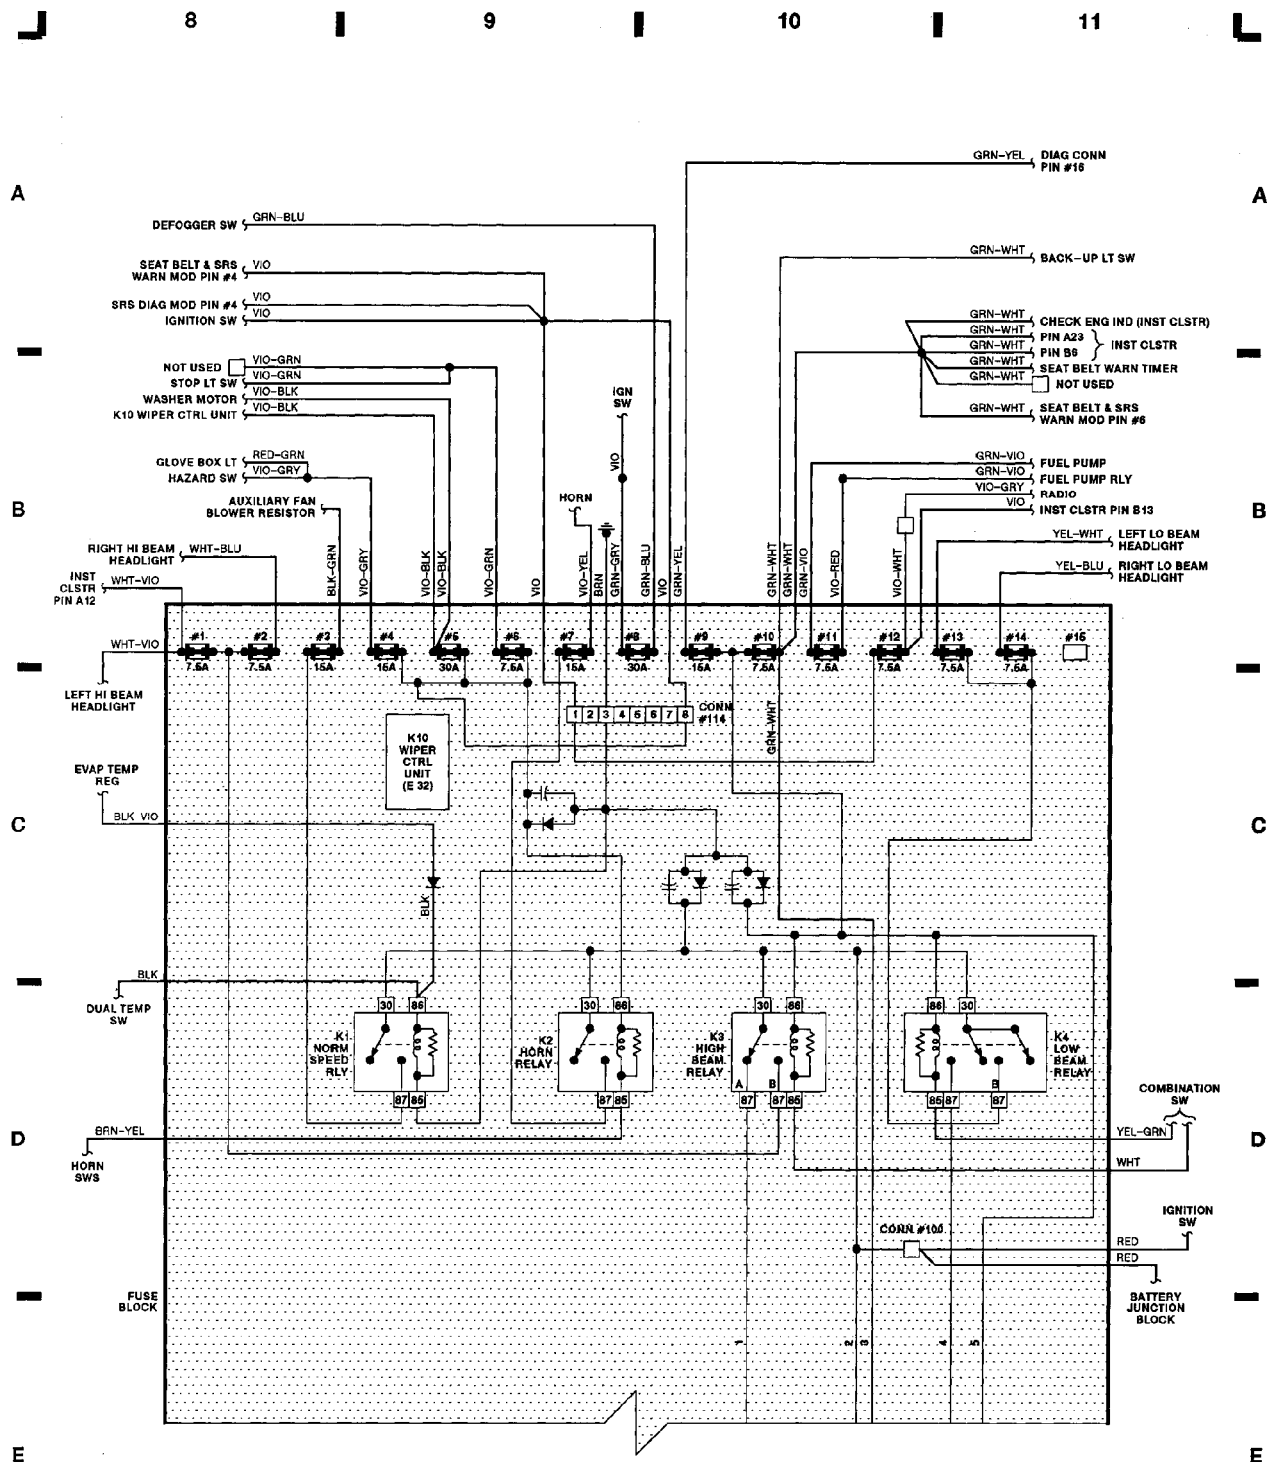 8 9 10 11
GRN-YEL DIAG CONN
PIN #16
A A
DEFOGGER SW GRN-BLU
GRN-WHT BACK-UP LT SW
SEAT BELT & SRS VIO
WARN MOD PIN #4
SRS DIAG MOD PIN #4 VIO
IGNITION SW VIO
GRN-WHT CHECK ENG IND (INST CLSTR)
GRN-WHT PIN A23
GRN-WHT PIN B6
INST CLSTR
GRN-WHT SEAT BELT WARN TIMER
GRN-WHT NOT USED
GRN-WHT SEAT BELT & SRS
WARN MOD PIN #6
NOT USED VIO-GRN
STOP LT SW VIO-GRN
WASHER MOTOR VIO-BLK
K10 WIPER CTRL UNIT VIO-BLK
IGN
SW
VIO
GLOVE BOX LT RED-GRN
HAZARD SW VIO-GRY
AUXILIARY FAN
BLOWER RESISTOR
HORN
GRN-VIO FUEL PUMP
GRN-VIO FUEL PUMP RLY
VIO-GRY RADIO
VIO INST CLSTR PIN B13
B B
YEL-WHT LEFT LO BEAM
HEADLIGHT
YEL-BLU RIGHT LO BEAM
HEADLIGHT
RIGHT HI BEAM
HEADLIGHT WHT-BLU
INST
CLSTR
PIN A12 WHT-VIO
BLK-GRN VIO-GRY VIO-BLK VIO-BLK VIO-GRN VIO VIO-YEL BRN GRN-GRY GRN-BLU VIO GRN-YEL GRN-WHT GRN-WHT GRN-VIO VIO-RED VIO-WHT
#1 #2 #3 #4 #5 #6 #7 #8 #9 #10 #11 #12 #13 #14 #15
7.5A 7.5A 15A 15A 30A 7.5A 15A 30A 15A 7.5A 7.5A 7.5A 7.5A 7.5A
WHT-VIO
LEFT HI BEAM
HEADLIGHT
1 2 3 4 5 6 7 8
CONN
#114
GRN-WHT
K10
WIPER
CTRL
UNIT
(E 32)
EVAP TEMP
REG
BLK VIO
C C
BLK
BLK
DUAL TEMP
SW
30 86 30 86 30 86 86 30
K1
NORM
SPEED
RLY
K2
HORN
RELAY
K3
HIGH
BEAM
RELAY
K4
LOW
BEAM
RELAY
A B B
87 85 87 85 87 87 85 85 87 87
COMBINATION
SW
YEL-GRN
WHT
D D
BRN-YEL
HORN
SWS
IGNITION
SW
CONN #100
RED
RED
BATTERY
JUNCTION
BLOCK
FUSE
BLOCK
1 2 3 4 5
E E